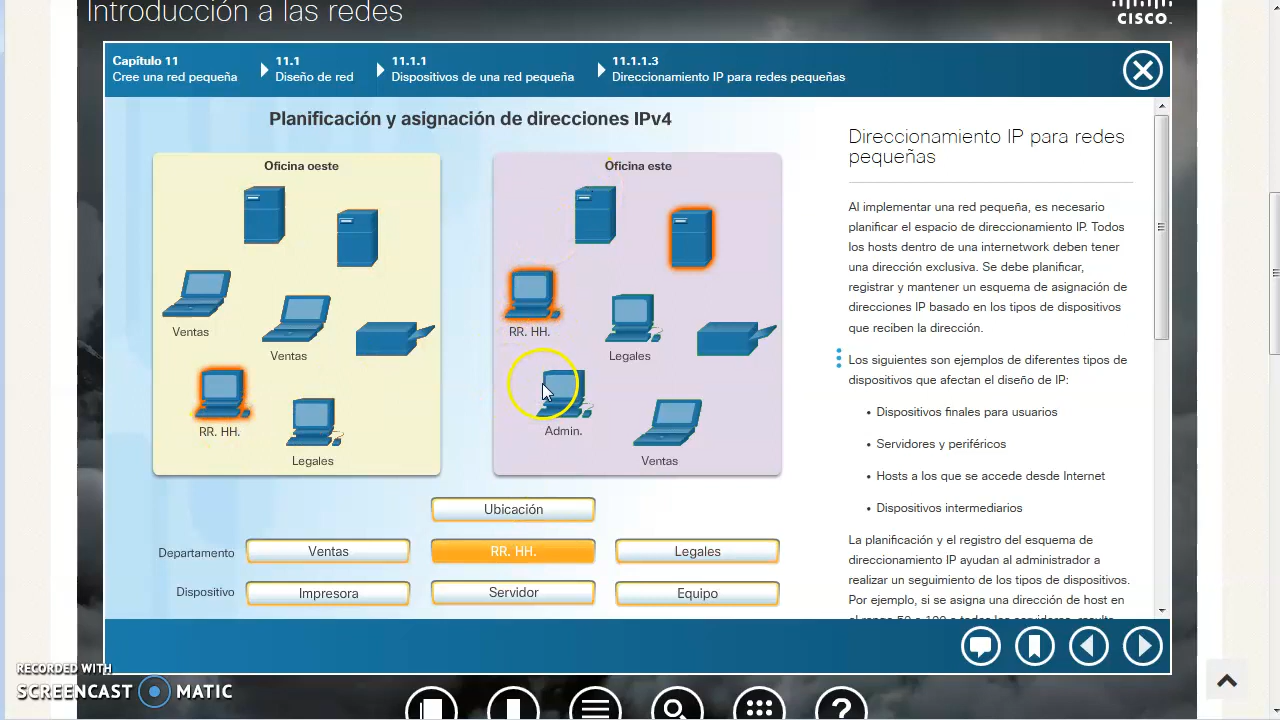 Introducción a las redes
CISCO
Capítulo 11
Cree una red pequeña
11.1
Diseño de red
11.1.1
Dispositivos de una red pequeña
11.1.1.3
Direccionamiento IP para redes pequeñas
Planificación y asignación de direcciones IPv4
Oficina oeste
Ventas
Ventas
RR. HH.
Legales
Oficina este
RR. HH.
Legales
Admin.
Ventas
Ubicación
Departamento
Ventas
RR. HH.
Legales
Dispositivo
Impresora
Servidor
Equipo
Direccionamiento IP para redes
pequeñas
Al implementar una red pequeña, es necesario
planificar el espacio de direccionamiento IP. Todos
los hosts dentro de una internetwork deben tener
una dirección exclusiva. Se debe planificar,
registrar y mantener un esquema de asignación de
direcciones IP basado en los tipos de dispositivos
que reciben la dirección.
Los siguientes son ejemplos de diferentes tipos de
dispositivos que afectan el diseño de IP:
• Dispositivos finales para usuarios
• Servidores y periféricos
• Hosts a los que se accede desde Internet
• Dispositivos intermediarios
La planificación y el registro del esquema de
direccionamiento IP ayudan al administrador a
realizar un seguimiento de los tipos de dispositivos.
Por ejemplo, si se asigna una dirección de host en
RECORDED WITH
SCREENCAST MATIC
?